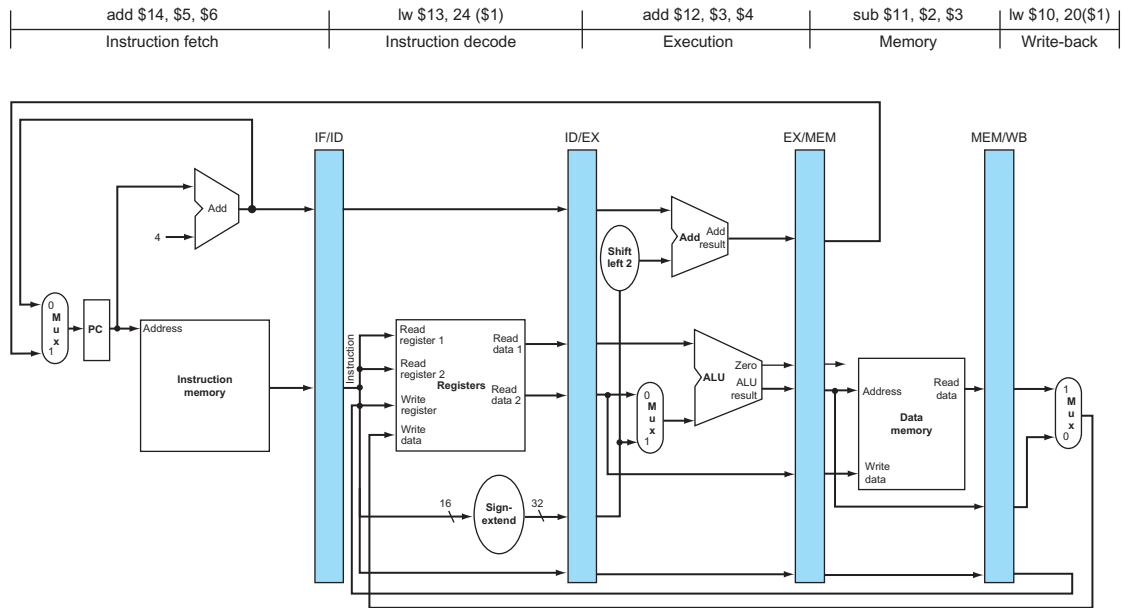 add $14, $5, $6
lw $13, 24 ($1)
add $12, $3, $4
sub $11, $2, $3
lw $10, 20($1)
Instruction fetch
Instruction decode
Execution
Memory
Write-back
IF/ID
ID/EX
EX/MEM
MEM/WB
Add
4
Shift
left 2
Add
Add
result
0
M
u
x
1
PC
Address
Instruction
memory
Instruction
Read
register 1
Read
register 2
Registers
Write
register
Write
data
Read
data 1
Read
data 2
16
Sign-
extend
32
0
M
u
x
1
ALU
Zero
ALU
result
Address
Read
data
Data
memory
Write
data
1
M
u
x
0